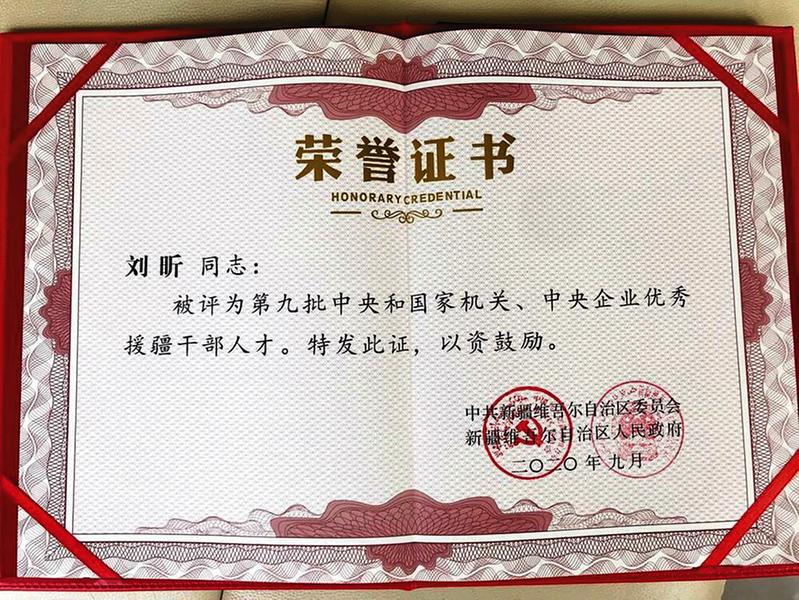 荣誉证书
HONORARY CREDENTIAL
刘昕 同志：
被评为第九批中央和国家机关、中央企业优秀
援疆干部人才。特发此证，以资鼓励。
中共新疆维吾尔自治区委员会
新疆维吾尔自治区人民政府
二〇二〇年九月